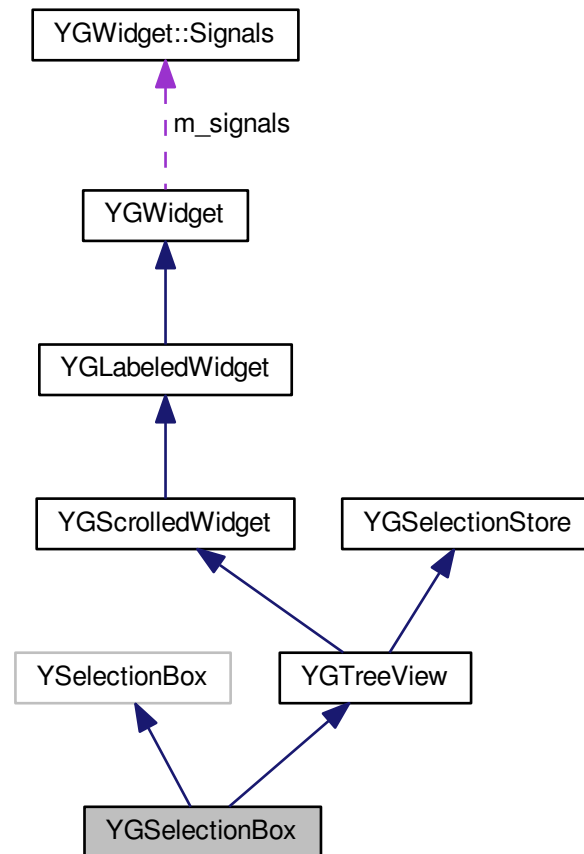 YGWidget::Signals
m_signals
YGWidget
YGLabeledWidget
YGScrolledWidget
YGSelectionStore
YSelectionBox
YGTreeView
YGSelectionBox